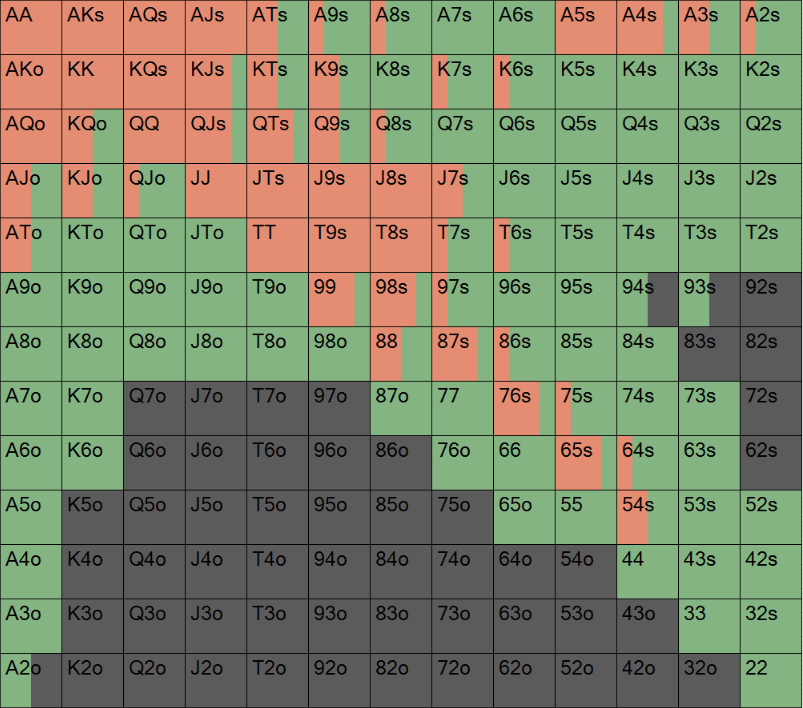 AA AKs AQs AJs ATs A9s A8s A7s A6s A5s A4s A3s A2s
AKo KK KQs KJs KTs K9s K8s K7s K6s K5s K4s K3s K2s
AQo KQo QQ QJs QTs Q9s Q8s Q7s Q6s Q5s Q4s Q3s Q2s
AJo KJo QJo JJ JTs J9s J8s J7s J6s J5s J4s J3s J2s
ATo KTo QTo JTo TT T9s T8s T7s T6s T5s T4s T3s T2s
A9o K9o Q9o J9o T9o 99 98s 97s 96s 95s 94s 93s 92s
A8o K8o Q8o J8o T8o 98o 88 87s 86s 85s 84s 83s 82s
A7o K7o Q7o J7o T7o 97o 87o 77 76s 75s 74s 73s 72s
A6o K6o Q6o J6o T6o 96o 86o 76o 66 65s 64s 63s 62s
A5o K5o Q5o J5o T5o 95o 85o 75o 65o 55 54s 53s 52s
A4o K4o Q4o J4o T4o 94o 84o 74o 64o 54o 44 43s 42s
A3o K3o Q3o J3o T3o 93o 83o 73o 63o 53o 43o 33 32s
A2o K2o Q2o J2o T2o 92o 82o 72o 62o 52o 42o 32o 22